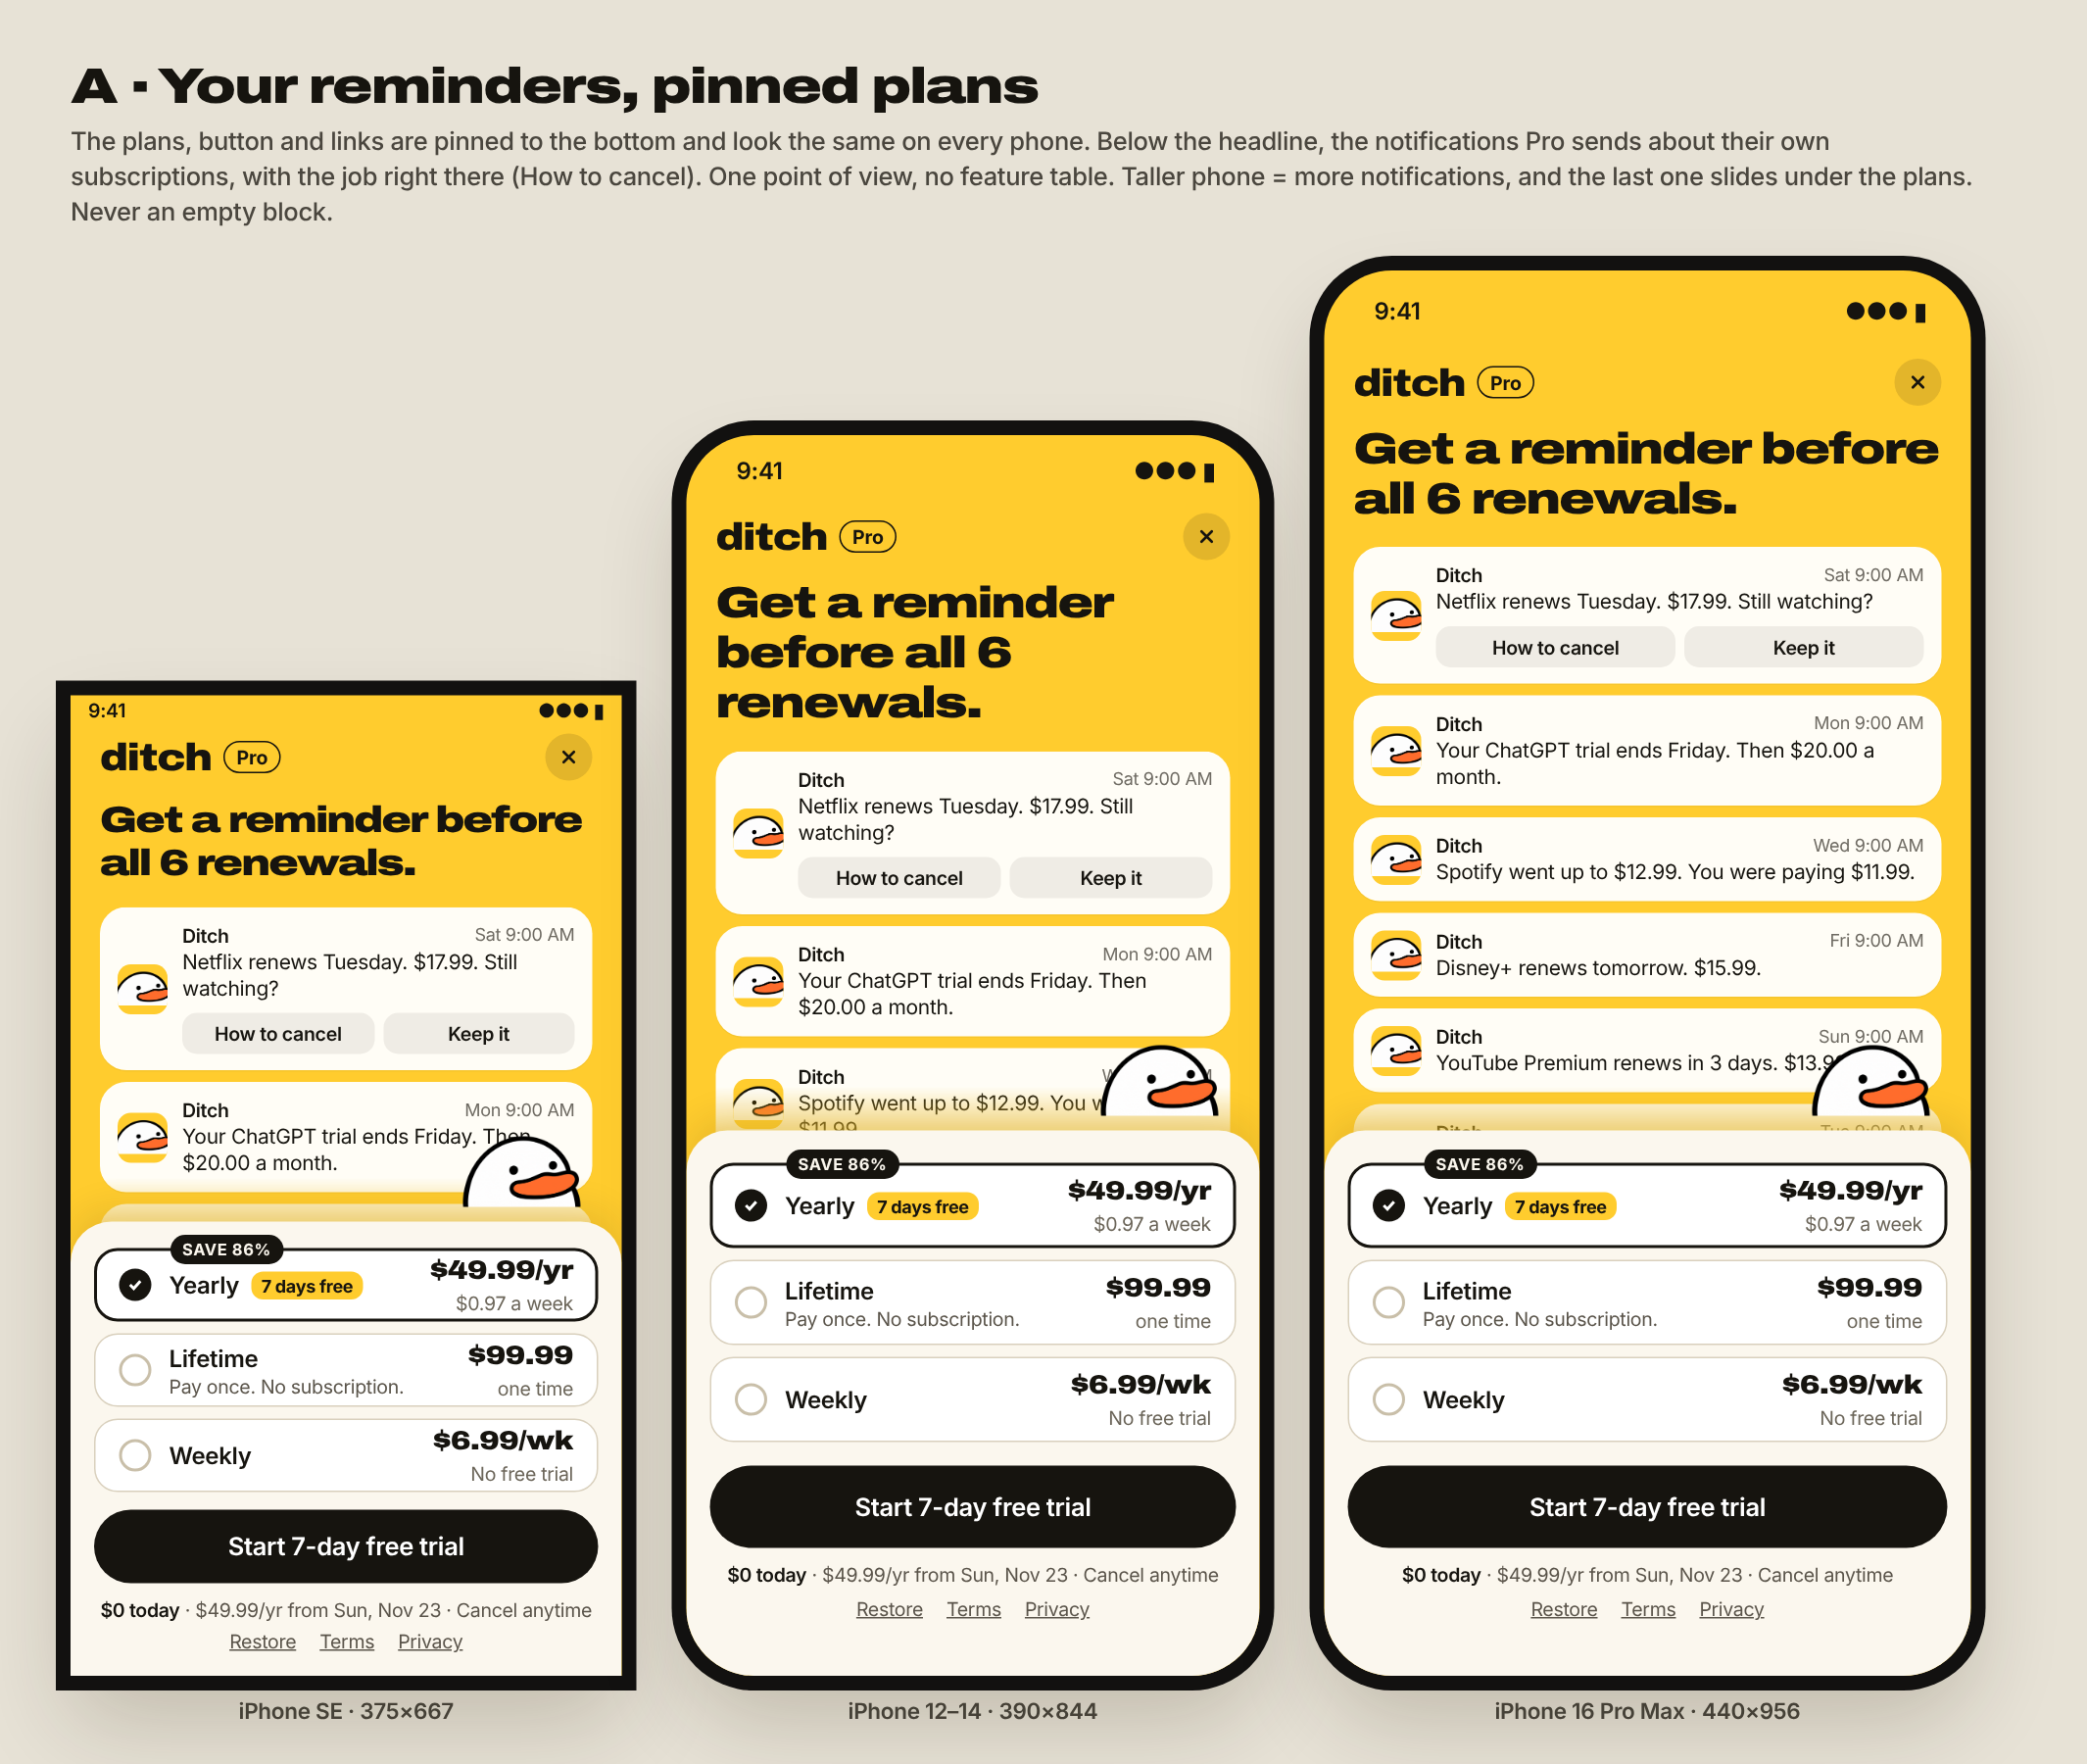 A · Your reminders, pinned plans
The plans, button and links are pinned to the bottom and look the same on every phone. Below the headline, the notifications Pro sends about their own
subscriptions, with the job right there (How to cancel). One point of view, no feature table. Taller phone = more notifications, and the last one slides under the plans.
Never an empty block.
9:41
ditch Pro
Get a reminder before
all 6 renewals.
Ditch Sat 9:00 AM
Netflix renews Tuesday. $17.99. Still
watching?
How to cancel Keep it
Ditch Mon 9:00 AM
Your ChatGPT trial ends Friday. Then
$20.00 a month.
SAVE 86%
Yearly 7 days free $49.99/yr
$0.97 a week
Lifetime $99.99
Pay once. No subscription. one time
Weekly $6.99/wk
No free trial
Start 7-day free trial
$0 today · $49.99/yr from Sun, Nov 23 · Cancel anytime
Restore Terms Privacy
iPhone SE · 375×667
9:41
ditch Pro
Get a reminder
before all 6
renewals.
Ditch Sat 9:00 AM
Netflix renews Tuesday. $17.99. Still
watching?
How to cancel Keep it
Ditch Mon 9:00 AM
Your ChatGPT trial ends Friday. Then
$20.00 a month.
Ditch
Spotify went up to $12.99. You
$11.99
SAVE 86%
Yearly 7 days free $49.99/yr
$0.97 a week
Lifetime $99.99
Pay once. No subscription. one time
Weekly $6.99/wk
No free trial
Start 7-day free trial
$0 today · $49.99/yr from Sun, Nov 23 · Cancel anytime
Restore Terms Privacy
iPhone 12–14 · 390×844
9:41
ditch Pro
Get a reminder before
all 6 renewals.
Ditch Sat 9:00 AM
Netflix renews Tuesday. $17.99. Still watching?
How to cancel Keep it
Ditch Mon 9:00 AM
Your ChatGPT trial ends Friday. Then $20.00 a
month.
Ditch Wed 9:00 AM
Spotify went up to $12.99. You were paying $11.99.
Ditch Fri 9:00 AM
Disney+ renews tomorrow. $15.99.
Ditch Sun 9:00 AM
YouTube Premium renews in 3 days.
Ditch Tue 9:00 AM
SAVE 86%
Yearly 7 days free $49.99/yr
$0.97 a week
Lifetime $99.99
Pay once. No subscription. one time
Weekly $6.99/wk
No free trial
Start 7-day free trial
$0 today · $49.99/yr from Sun, Nov 23 · Cancel anytime
Restore Terms Privacy
iPhone 16 Pro Max · 440×956